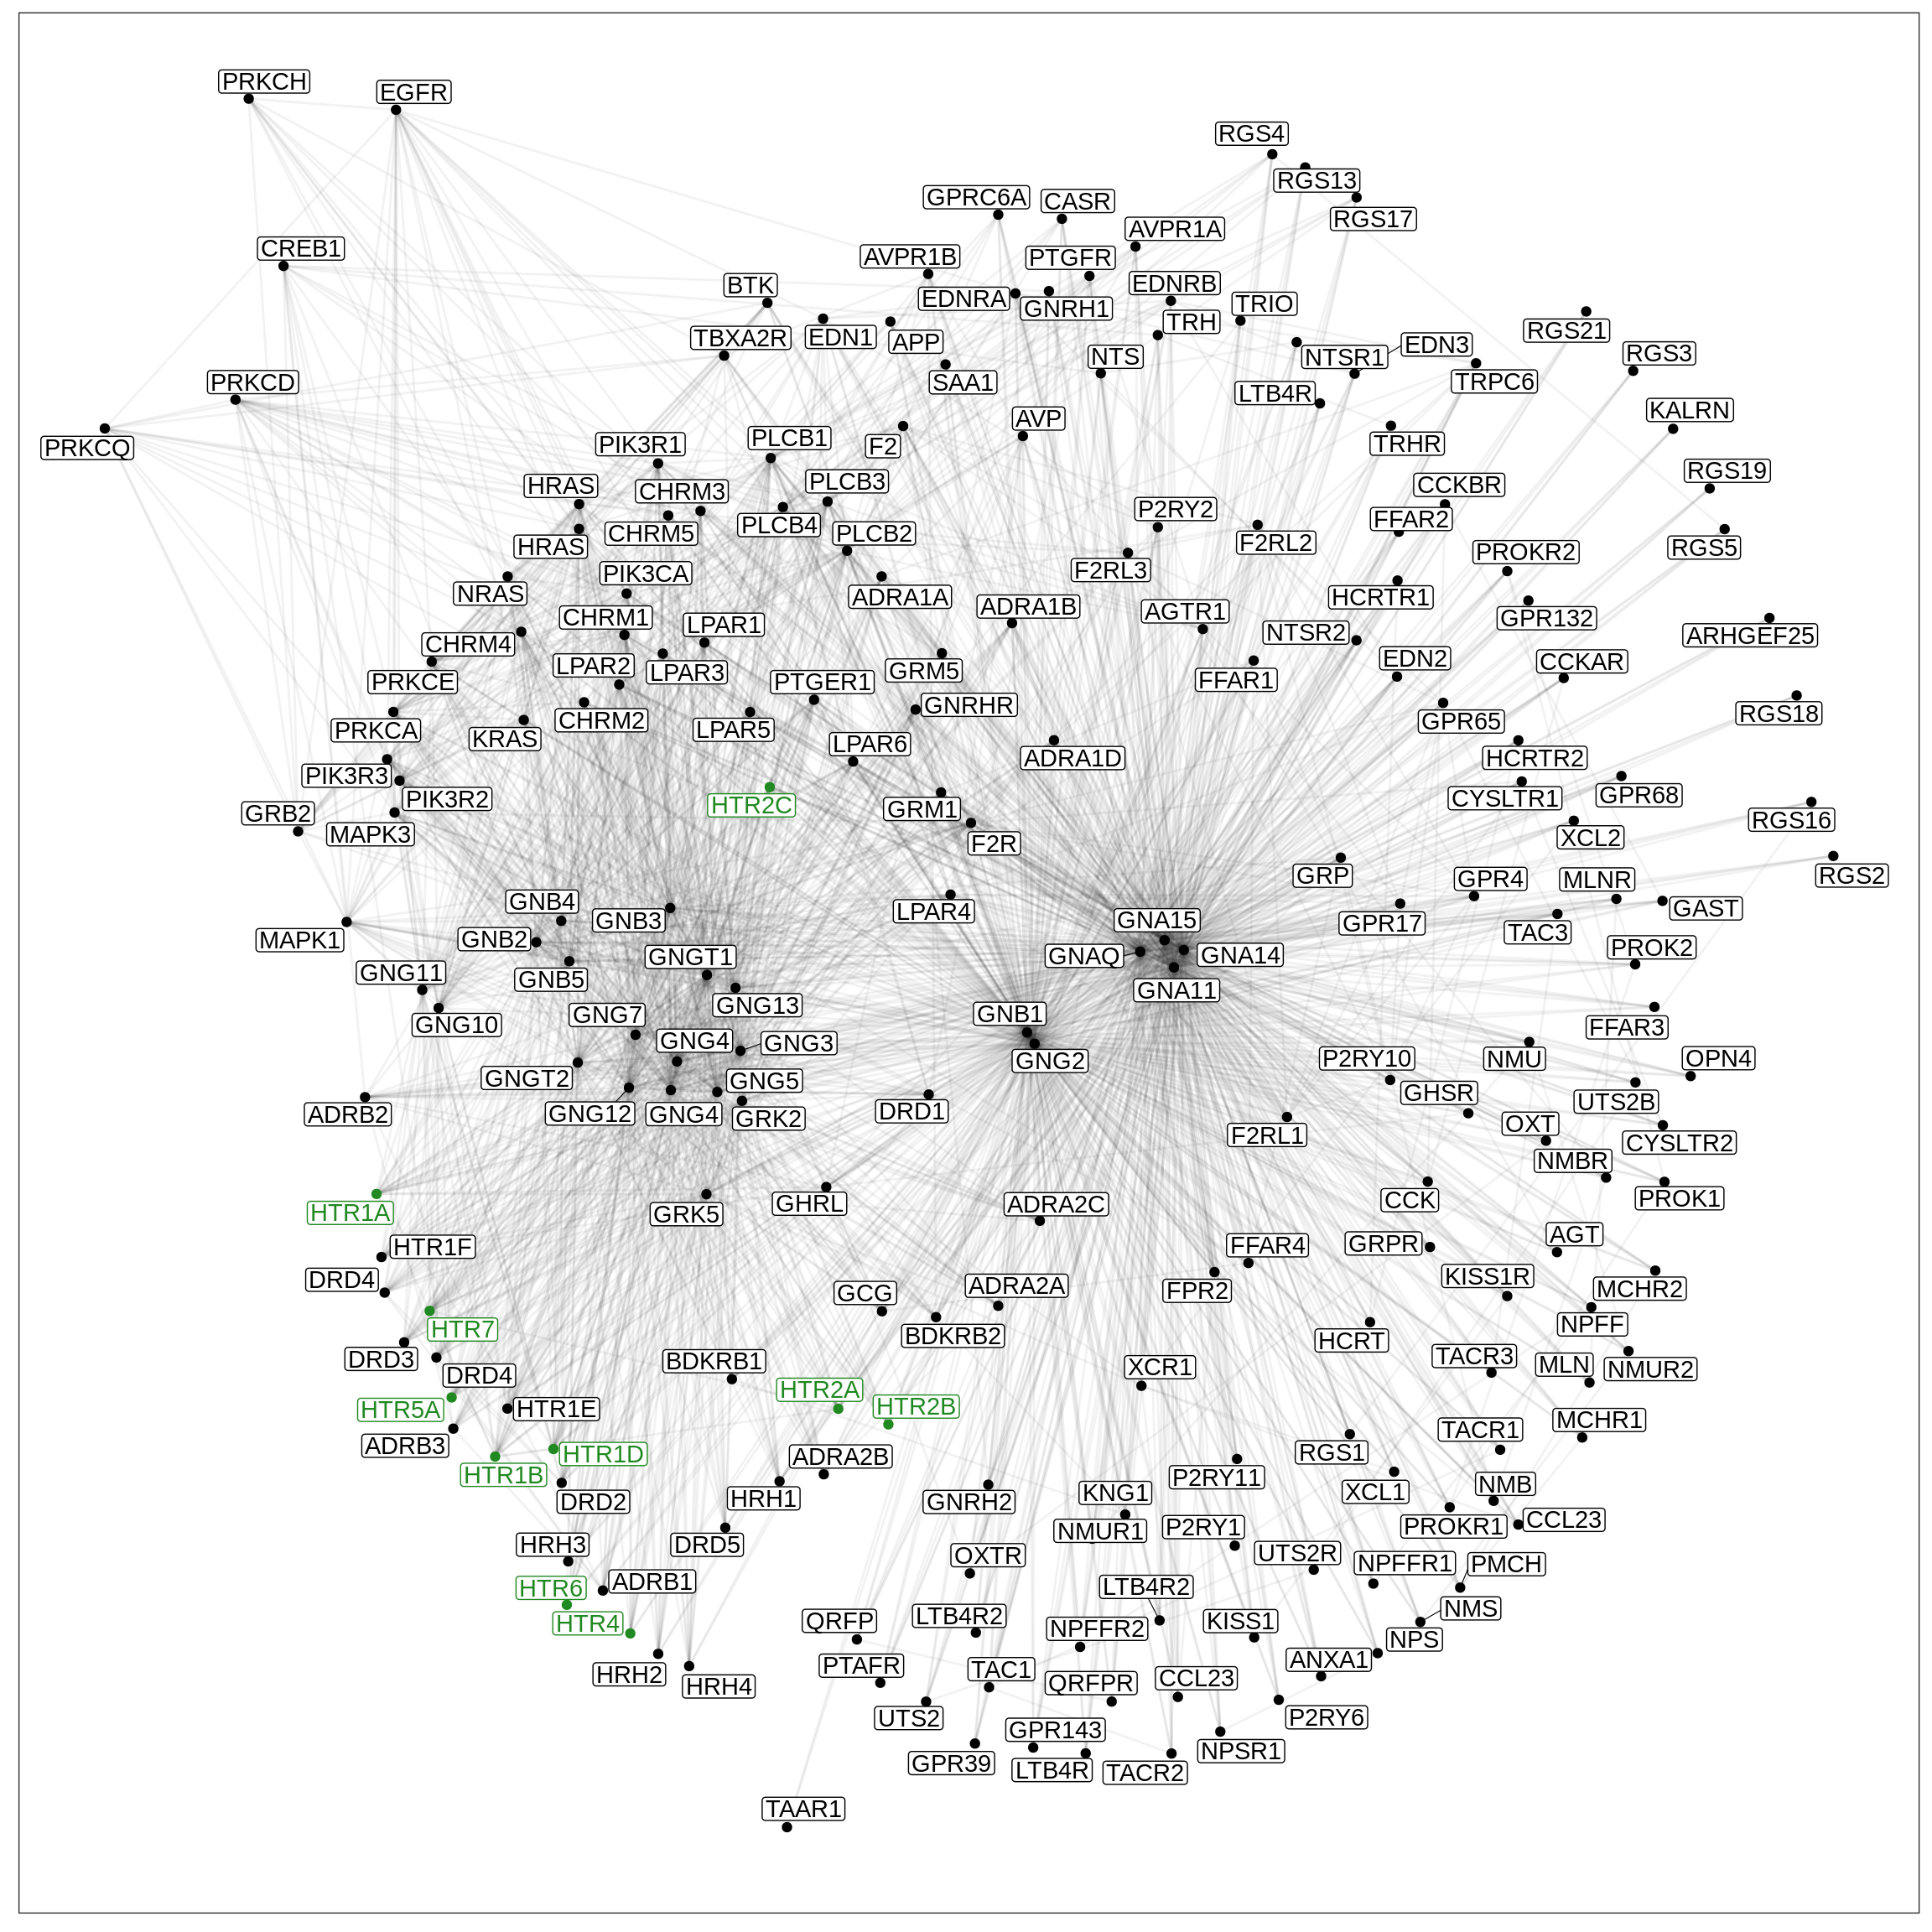 PRKCH
EGFR
RGS4
RGS13
RGS17
GPRC6A
CASR
AVPR1A
CREB1
AVPR1B
PTGFR
BTK
EDNRA
GNRH1
EDNRB
TRIO
TRH
RGS21
TBXA2R
EDN1
APP
NTS
NTSR1
EDN3
RGS3
PRKCD
SAA1
LTB4R
TRPC6
PRKCQ
PIK3R1
PLCB1
F2
AVP
TRHR
KALRN
HRAS
CHRM3
PLCB3
CCKBR
RGS19
HRAS
CHRM5
PLCB4
PLCB2
P2RY2
F2RL2
FFAR2
PROKR2
RGS5
NRAS
PIK3CA
ADRA1A
F2RL3
HCRTR1
CHRM1
LPAR1
ADRA1B
AGTR1
NTSR2
GPR132
ARHGEF25
CHRM4
LPAR2
LPAR3
GRM5
EDN2
CCKAR
PRKCE
PTGER1
FFAR1
PRKCA
KRAS
CHRM2
LPAR5
GNRHR
GPR65
RGS18
PIK3R3
LPAR6
ADRA1D
HCRTR2
PIK3R2
HTR2C
GRM1
CYSLTR1
GPR68
GRB2
MAPK3
F2R
XCL2
RGS16
GRP
GPR4
MLNR
RGS2
GNB4
GNB3
LPAR4
GNA15
GPR17
TAC3
GAST
MAPK1
GNB2
GNGT1
GNAQ
GNA14
PROK2
GNG11
GNB5
GNG13
GNA11
GNG10
GNG7
GNG4
GNG3
GNB1
GNG2
FFAR3
GNGT2
GNG5
P2RY10
NMU
OPN4
ADRB2
GNG12
GNG4
GRK2
DRD1
GHSR
UTS2B
F2RL1
OXT
CYSLTR2
NMBR
HTR1A
GRK5
GHRL
ADRA2C
CCK
PROK1
HTR1F
FFAR4
GRPR
AGT
DRD4
GCG
ADRA2A
FPR2
KISS1R
MCHR2
HTR7
BDKRB2
HCRT
NPFF
DRD3
DRD4
BDKRB1
XCR1
TACR3
MLN
NMUR2
HTR5A
HTR1E
HTR2A
HTR2B
ADRB3
HTR1D
TACR1
MCHR1
HTR1B
ADRA2B
RGS1
DRD2
HRH1
GNRH2
KNG1
P2RY11
XCL1
NMB
HRH3
DRD5
NMUR1
P2RY1
PROKR1
CCL23
HTR6
ADRB1
OXTR
UTS2R
NPFFR1
PMCH
HTR4
LTB4R2
NMS
QRFP
LTB4R2
NPFFR2
KISS1
NPS
HRH2
HRH4
PTAFR
TAC1
QRFPR
CCL23
ANXA1
UTS2
GPR143
P2RY6
GPR39
LTB4R
TACR2
NPSR1
TAAR1